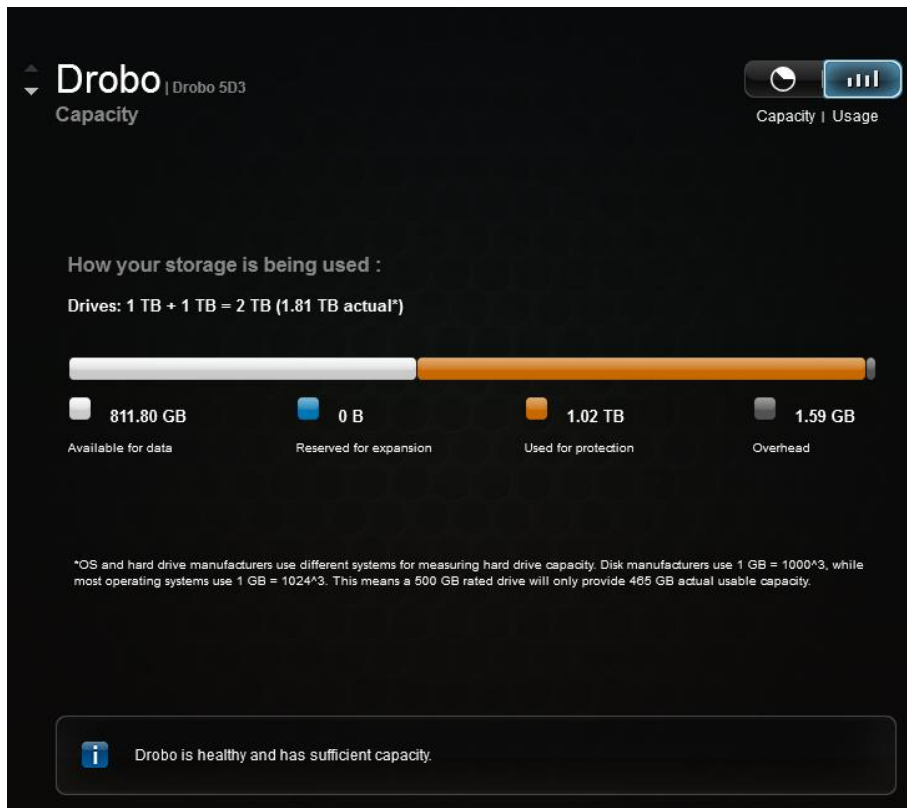 Drobo | Drobo 5D3
Capacity
Capacity | Usage
How your storage is being used :
Drives: 1 TB + 1 TB = 2 TB (1.81 TB actual*)
811.80 GB
0 B
1.02 TB
1.59 GB
Available for data
Reserved for expansion
Used for protection
Overhead
*OS and hard drive manufacturers use different systems for measuring hard drive capacity. Disk manufacturers use 1 GB = 1000^3, while
most operating systems use 1 GB = 1024^3. This means a 500 GB rated drive will only provide 465 GB actual usable capacity.
Drobo is healthy and has sufficient capacity.